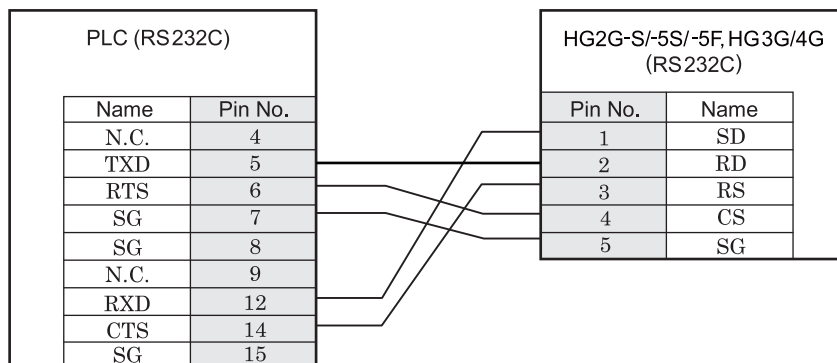 PLC (RS232C)
Name Pin No.
N.C. 4
TXD 5
RTS 6
SG 7
SG 8
N.C. 9
RXD 12
CTS 14
SG 15
HG2G-S/-5S/-5F, HG3G/4G
(RS232C)
Pin No. Name
1 SD
2 RD
3 RS
4 CS
5 SG